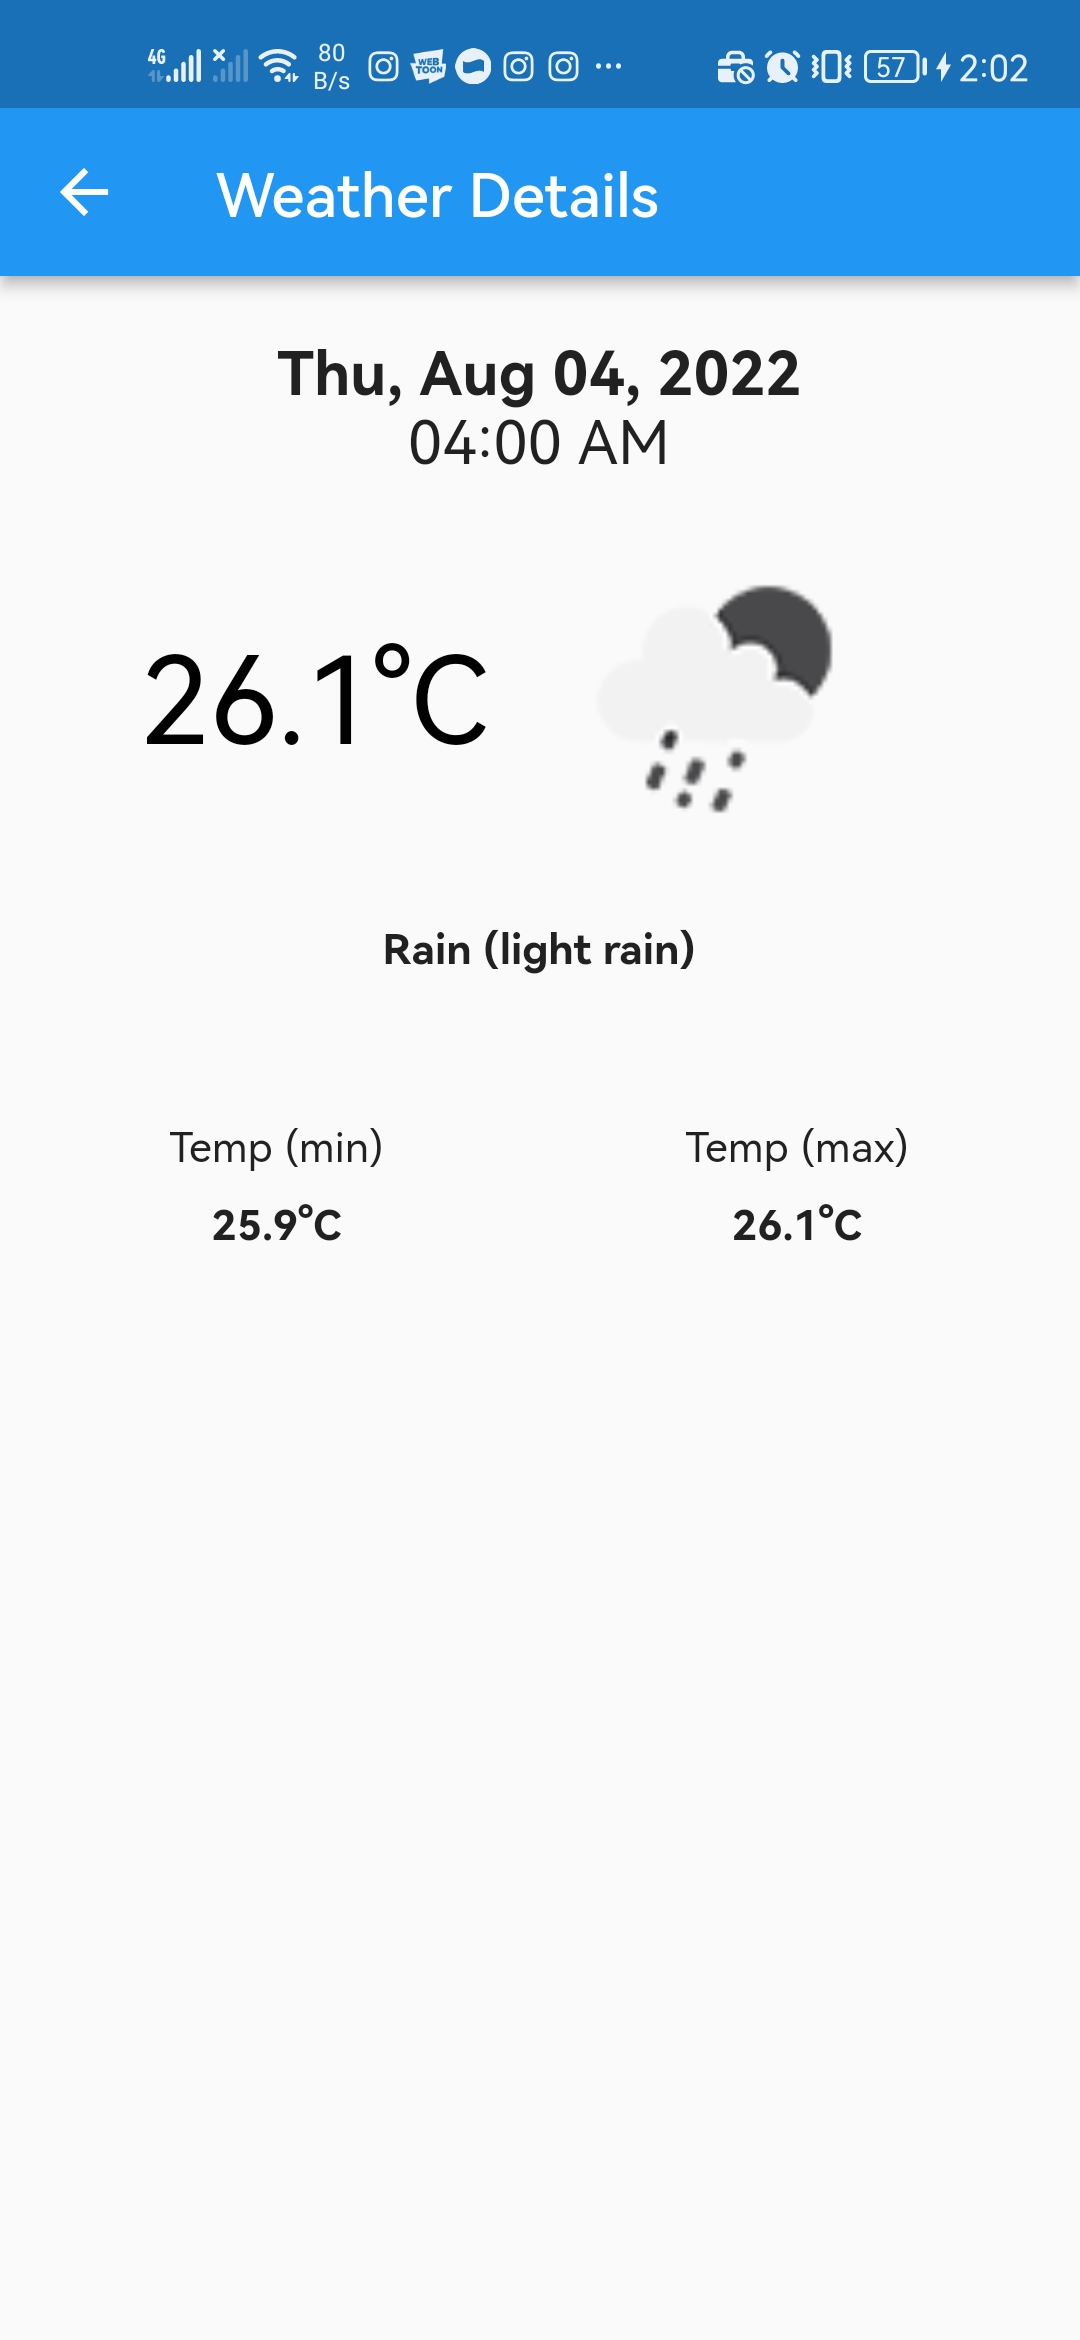 4G 80 B/s WEB TOON 57 2:02
Weather Details
Thu, Aug 04, 2022
04:00 AM
26.1°C
Rain (light rain)
Temp (min) Temp (max)
25.9°C 26.1°C